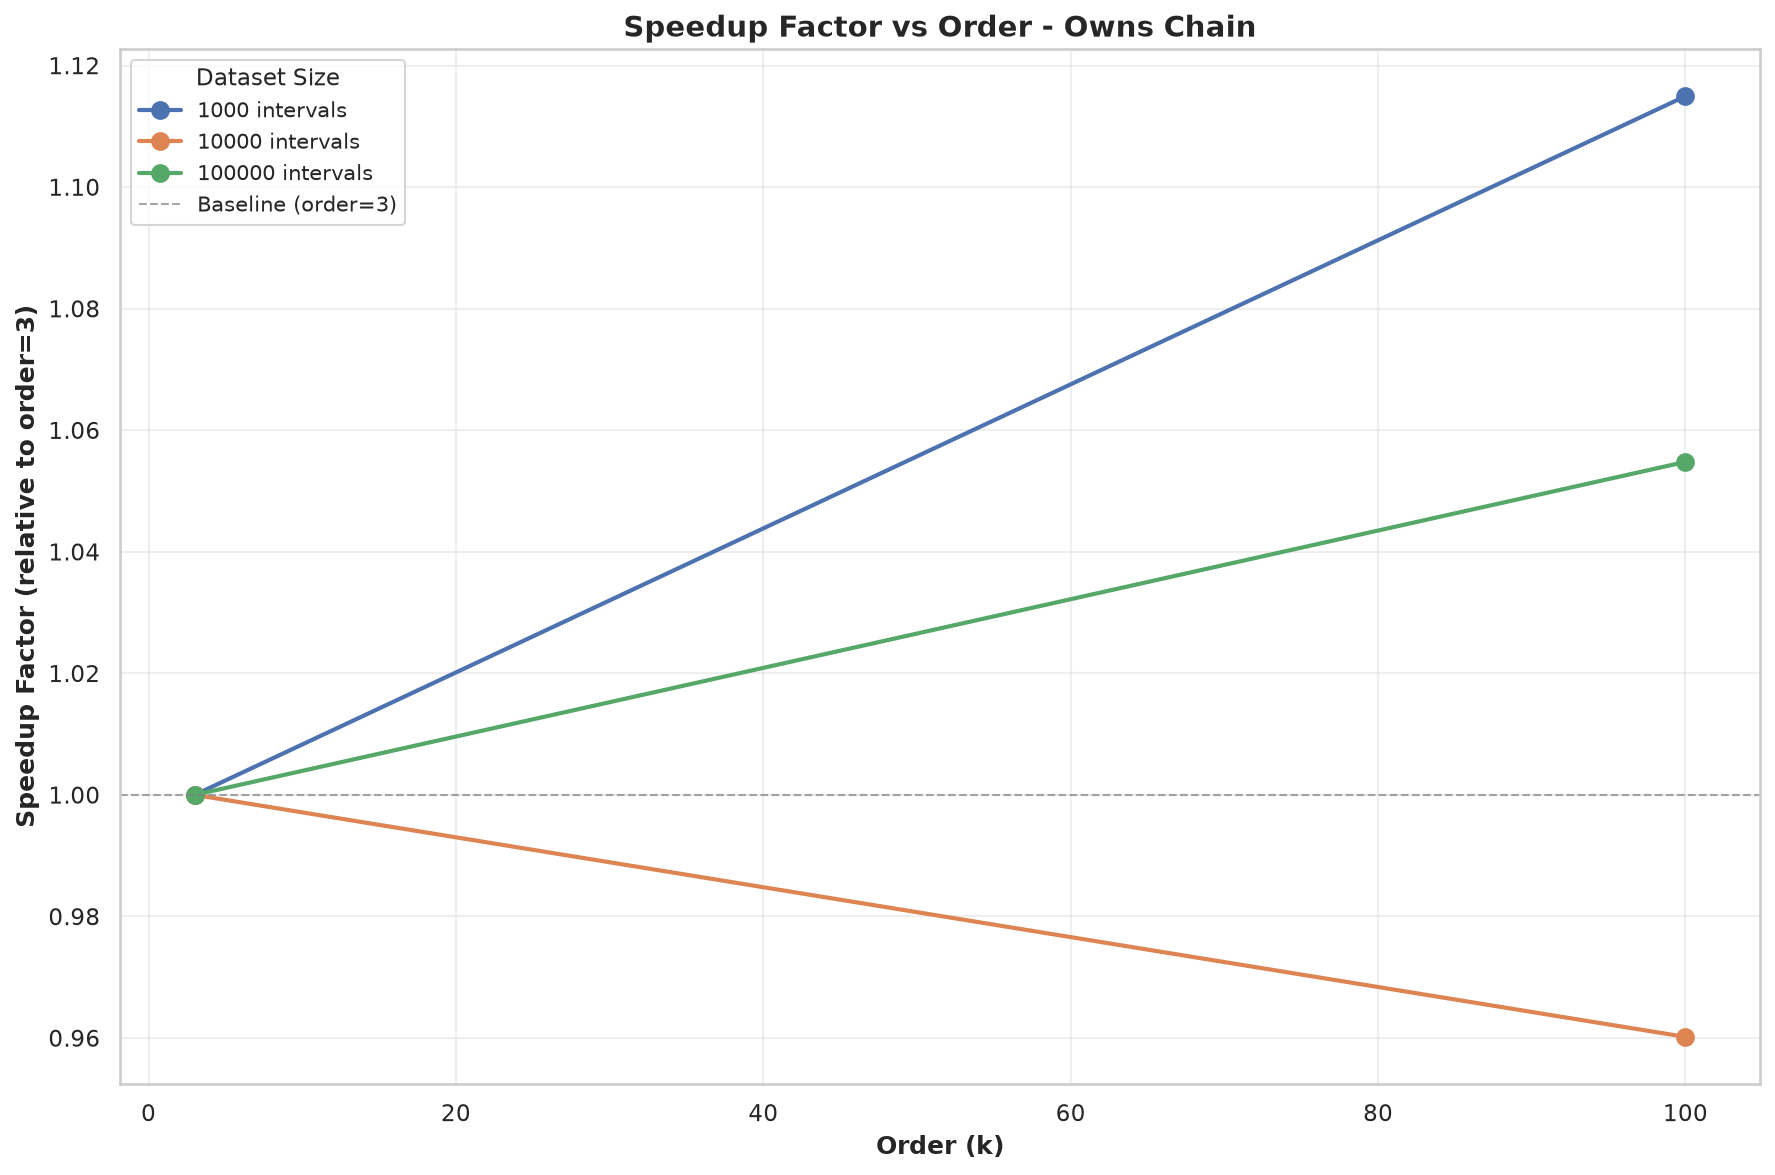 Speedup Factor vs Order - Owns Chain
Dataset Size
1000 intervals
10000 intervals
100000 intervals
Baseline (order=3)
Speedup Factor (relative to order=3)
1.12
1.10
1.08
1.06
1.04
1.02
1.00
0.98
0.96
0 20 40 60 80 100
Order (k)